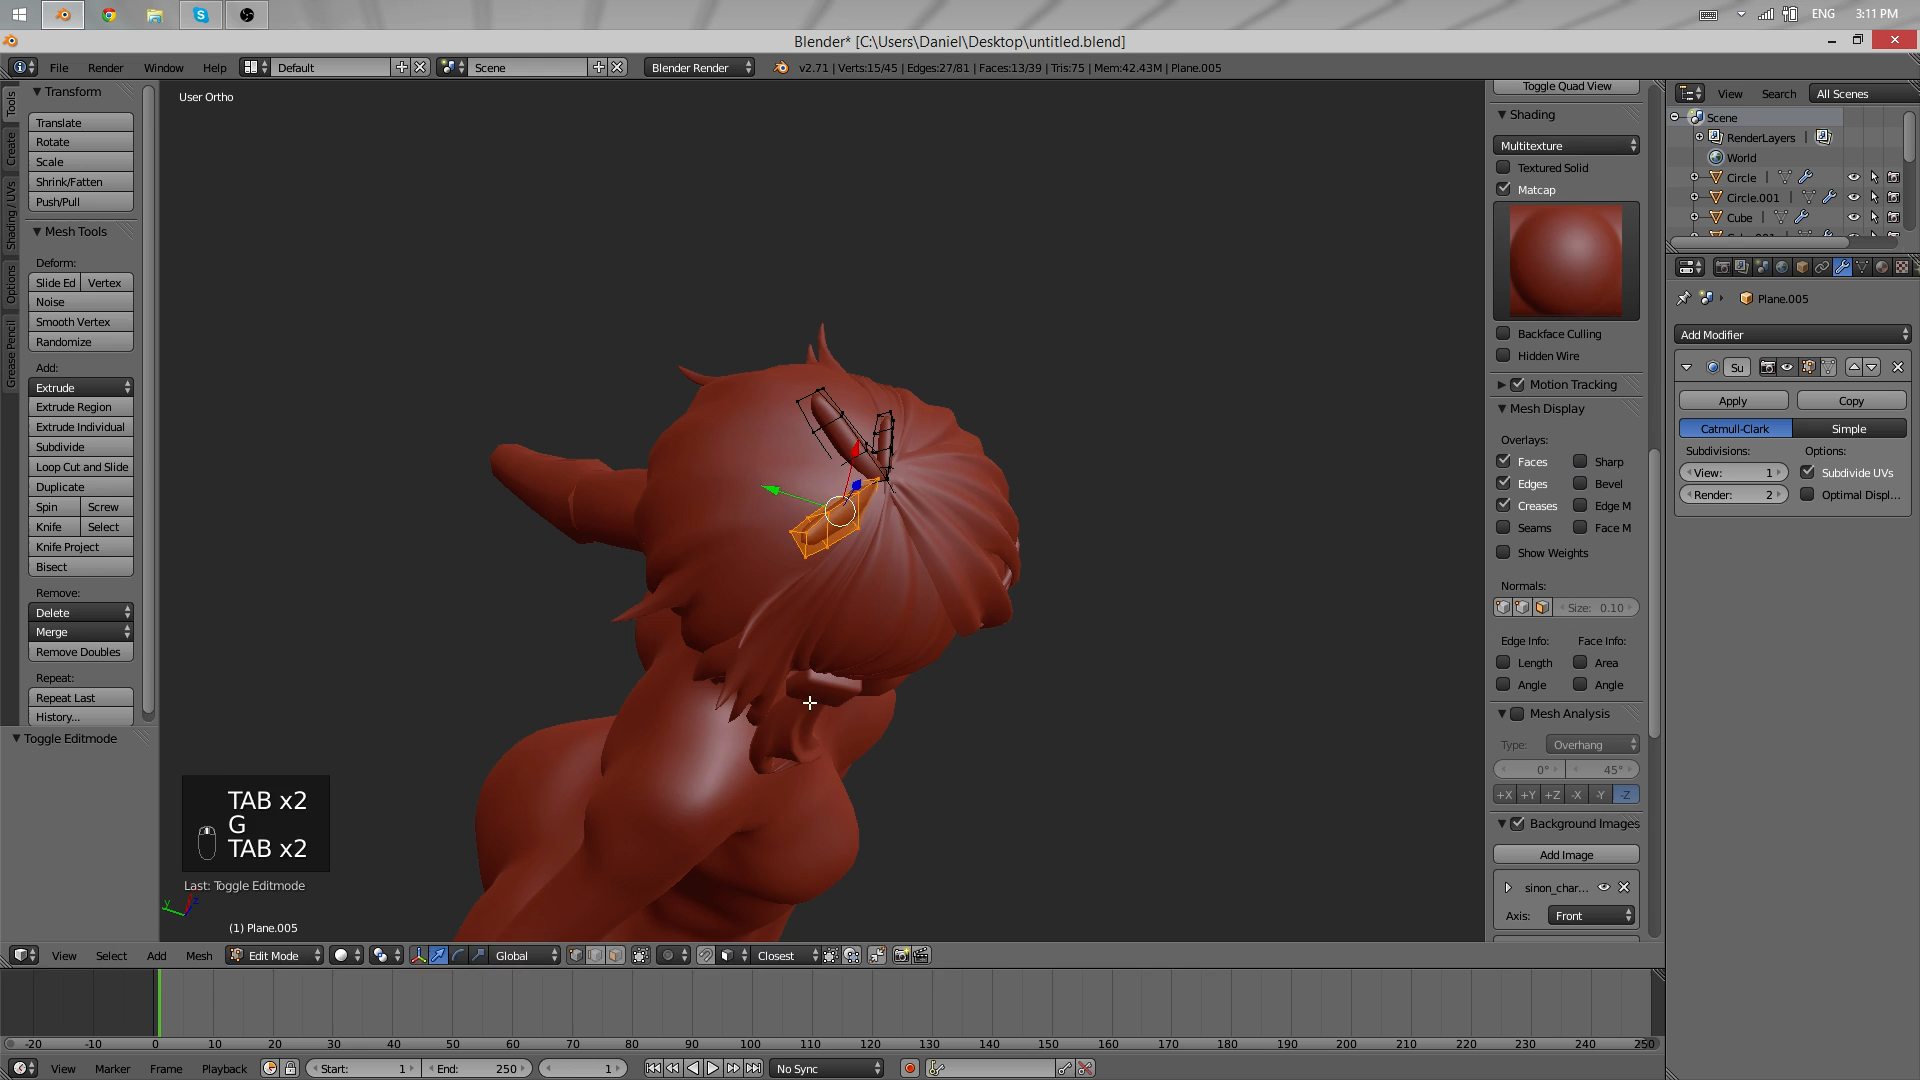 ENG
3:11 PM
Blender* [C:\Users\Daniel\Desktop\untitled.blend]
File
Render
Window
Help
Default
Scene
Blender Render
v2.71 | Verts:15/45 | Edges:27/81 | Faces:13/39 | Tris:75 | Mem:42.43M | Plane.005
Tools
Create
Shading / UVs
Options
Grease Pencil
Transform
Translate
Rotate
Scale
Shrink/Fatten
Push/Pull
Mesh Tools
Deform:
Slide Ed
Vertex
Noise
Smooth Vertex
Randomize
Add:
Extrude
Extrude Region
Extrude Individual
Subdivide
Loop Cut and Slide
Duplicate
Spin
Screw
Knife
Select
Knife Project
Bisect
Remove:
Delete
Merge
Remove Doubles
Repeat:
Repeat Last
History...
Toggle Editmode
User Ortho
TAB x2
G
TAB x2
Last: Toggle Editmode
y
z
(1) Plane.005
Toggle Quad View
Shading
Multitexture
Textured Solid
Matcap
Backface Culling
Hidden Wire
Motion Tracking
Mesh Display
Overlays:
Faces
Sharp
Edges
Bevel
Creases
Edge M
Seams
Face M
Show Weights
Normals:
Size: 0.10
Edge Info:
Face Info:
Length
Area
Angle
Angle
Mesh Analysis
Type:
Overhang
0°
45°
+X
+Y
+Z
-X
-Y
-Z
Background Images
Add Image
sinon_char...
Axis:
Front
View
Search
All Scenes
Scene
RenderLayers
World
Circle
Circle.001
Cube
Plane.005
Add Modifier
Su
Apply
Copy
Catmull-Clark
Simple
Subdivisions:
Options:
View: 1
Subdivide UVs
Render: 2
Optimal Displ...
View
Select
Add
Mesh
Edit Mode
Global
Closest
-20 -10 0 10 20 30 40 50 60 70 80 90 100 110 120 130 140 150 160 170 180 190 200 210 220 230 240 250
View
Marker
Frame
Playback
Start: 1
End: 250
1
No Sync